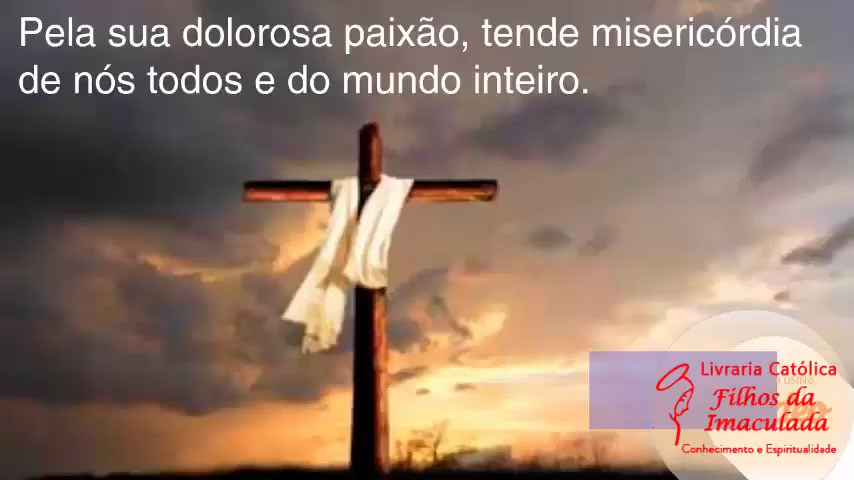 Pela sua dolorosa paixão, tende misericórdia
de nós todos e do mundo inteiro.
Livraria Católica
Filhos da
Imaculada
Conhecimento e Espiritualidade